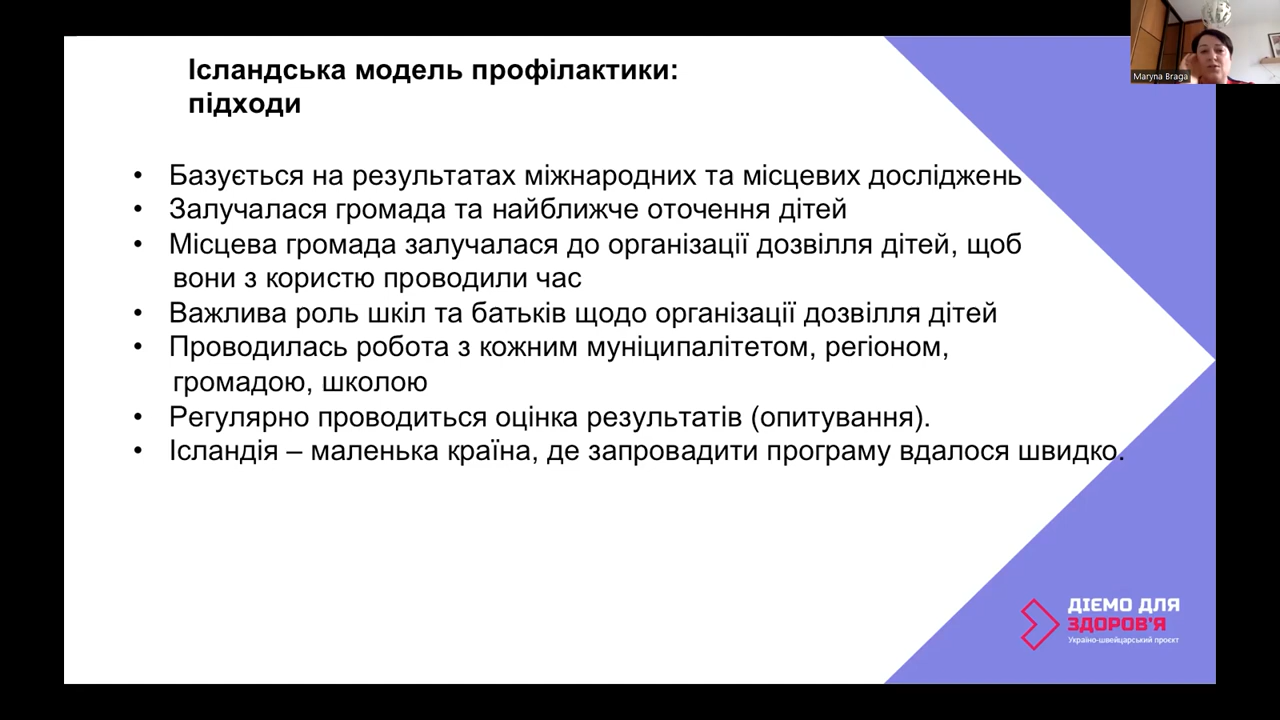 Ісландська модель профілактики:
підходи
• Базується на результатах міжнародних та місцевих досліджень
• Залучалася громада та найближче оточення дітей
• Місцева громада залучалася до організації дозвілля дітей, щоб
вони з користю проводили час
• Важлива роль шкіл та батьків щодо організації дозвілля дітей
• Проводилась робота з кожним муніципалітетом, регіоном,
громадою, школою
• Регулярно проводиться оцінка результатів (опитування).
• Ісландія – маленька країна, де запровадити програму вдалося швидко.
Maryna Braga
ДІЄМО ДЛЯ
ЗДОРОВ'Я
Україно-швейцарський проєкт